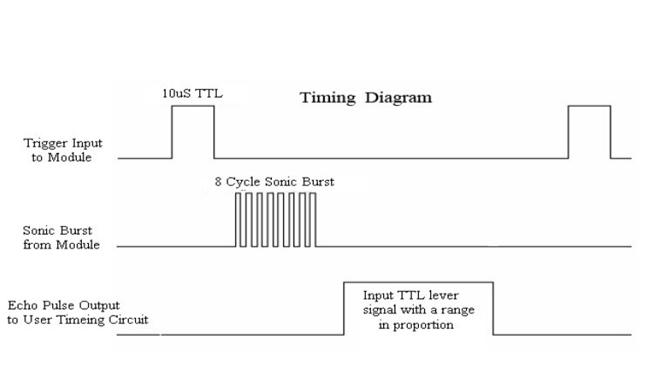 10uS TTL
Timing Diagram
Trigger Input
to Module
8 Cycle Sonic Burst
Sonic Burst
from Module
Echo Pulse Output
to User Timeing Circuit
Input TTL lever
signal with a range
in proportion